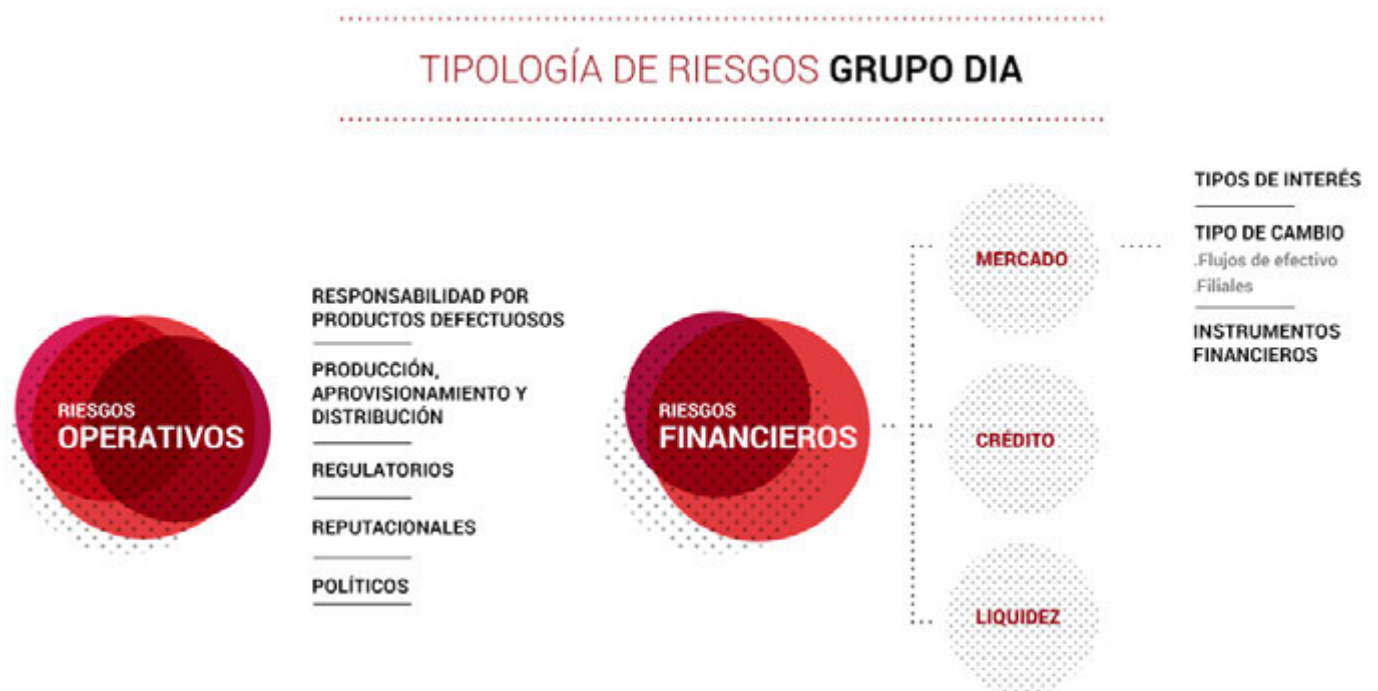 TIPOLOGÍA DE RIESGOS GRUPO DIA
RIESGOS
OPERATIVOS
RESPONSABILIDAD POR
PRODUCTOS DEFECTUOSOS
PRODUCCIÓN,
APROVISIONAMIENTO Y
DISTRIBUCIÓN
REGULATORIOS
REPUTACIONALES
POLÍTICOS
RIESGOS
FINANCIEROS
MERCADO
TIPOS DE INTERÉS
TIPO DE CAMBIO
.Flujos de efectivo
.Filiales
INSTRUMENTOS
FINANCIEROS
CRÉDITO
LIQUIDEZ